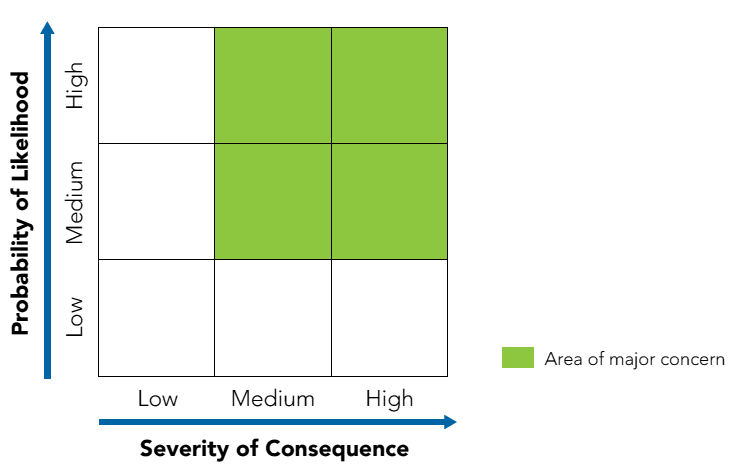 Probability of Likelihood
High
Medium
Low
Low
Medium
High
Severity of Consequence
Area of major concern